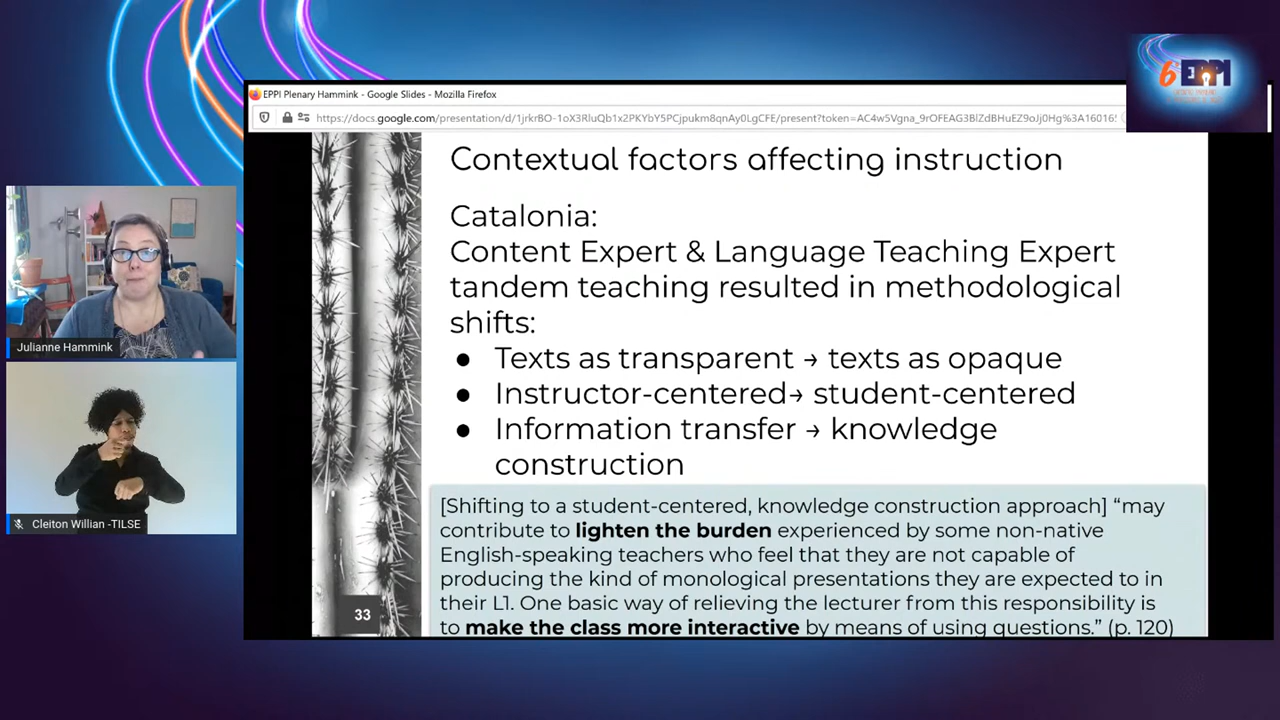 6EPPI
EPPI Plenary Hammink - Google Slides - Mozilla Firefox
Contextual factors affecting instruction
Catalonia:
Content Expert & Language Teaching Expert
tandem teaching resulted in methodological
shifts:
● Texts as transparent → texts as opaque
● Instructor-centered→ student-centered
● Information transfer → knowledge
construction
[Shifting to a student-centered, knowledge construction approach] “may
contribute to lighten the burden experienced by some non-native
English-speaking teachers who feel that they are not capable of
producing the kind of monological presentations they are expected to in
their L1. One basic way of relieving the lecturer from this responsibility is
to make the class more interactive by means of using questions.” (p. 120)
33
Julianne Hammink
Cleiton Willian -TILSE